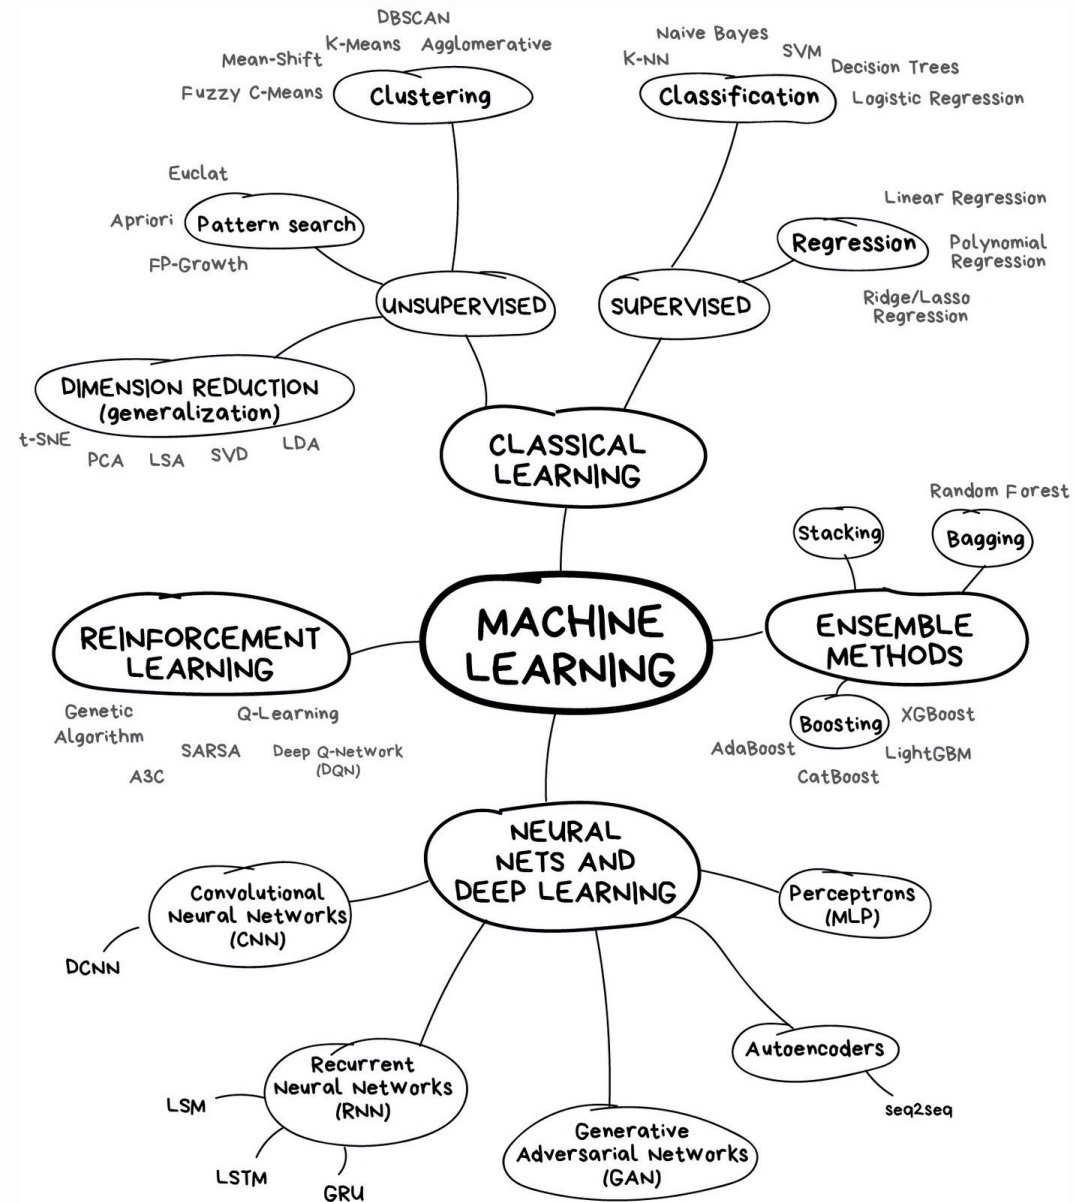 DBSCAN
K-Means
Agglomerative
Mean-Shift
Fuzzy C-Means
Clustering
Naive Bayes
K-NN
SVM
Decision Trees
Classification
Logistic Regression
Euclat
Apriori
Pattern search
FP-Growth
Linear Regression
Regression
Polynomial
Regression
Ridge/Lasso
Regression
UNSUPERVISED
SUPERVISED
DIMENSION REDUCTION
(generalization)
t-SNE
PCA
LSA
SVD
LDA
CLASSICAL
LEARNING
Random Forest
Stacking
Bagging
MACHINE
LEARNING
REINFORCEMENT
LEARNING
ENSEMBLE
METHODS
Genetic
Algorithm
Q-Learning
SARSA
Deep Q-Network
(DQN)
A3C
Boosting
XGBoost
AdaBoost
LightGBM
CatBoost
NEURAL
NETS AND
DEEP LEARNING
Convolutional
Neural Networks
(CNN)
DCNN
Perceptrons
(MLP)
Recurrent
Neural Networks
(RNN)
LSM
LSTM
GRU
Autoencoders
seq2seq
Generative
Adversarial Networks
(GAN)